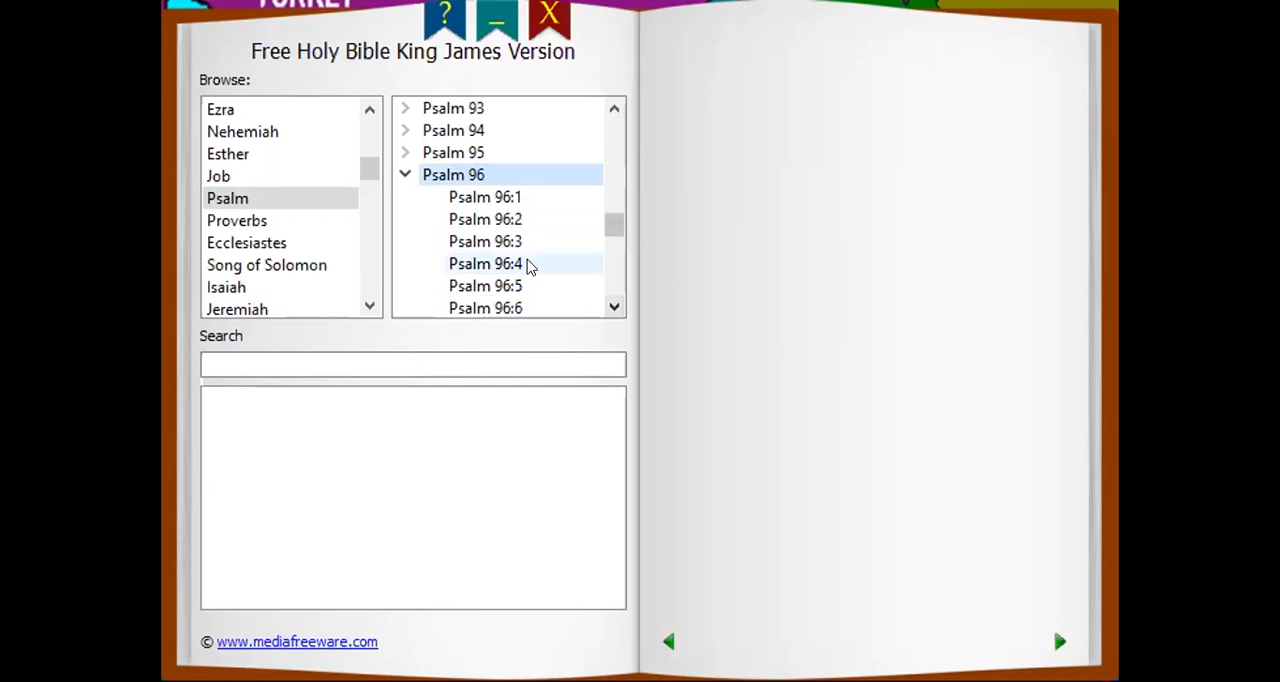 TURKEY
? _ X
Free Holy Bible King James Version
Browse:
Ezra
Nehemiah
Esther
Job
Psalm
Proverbs
Ecclesiastes
Song of Solomon
Isaiah
Jeremiah
Psalm 93
Psalm 94
Psalm 95
Psalm 96
Psalm 96:1
Psalm 96:2
Psalm 96:3
Psalm 96:4
Psalm 96:5
Psalm 96:6
Search
© www.mediafreeware.com